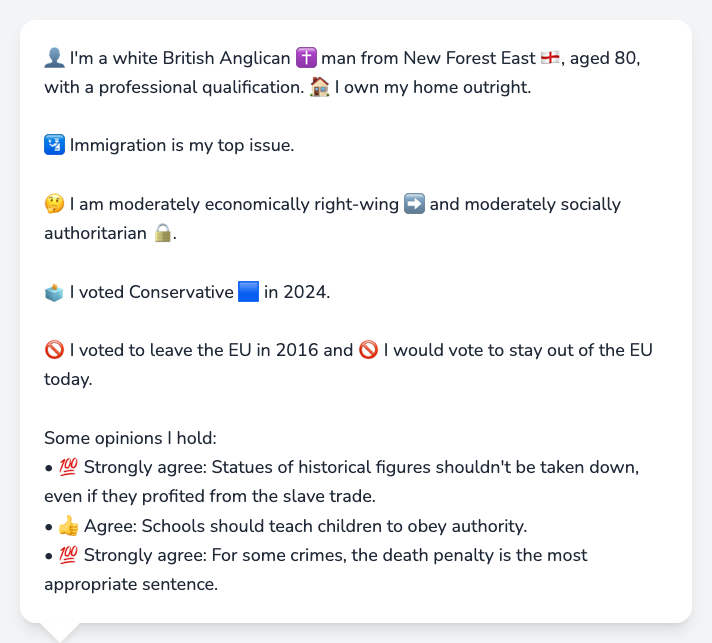 👤 I'm a white British Anglican ✝️ man from New Forest East 🏴󠁧󠁢󠁥󠁮󠁧󠁿, aged 80,
with a professional qualification. 🏠 I own my home outright.
🛂 Immigration is my top issue.
🤔 I am moderately economically right-wing ➡️ and moderately socially
authoritarian 🔒.
🗳️ I voted Conservative 🟦 in 2024.
🚫 I voted to leave the EU in 2016 and 🚫 I would vote to stay out of the EU
today.
Some opinions I hold:
• 💯 Strongly agree: Statues of historical figures shouldn't be taken down,
even if they profited from the slave trade.
• 👍 Agree: Schools should teach children to obey authority.
• 💯 Strongly agree: For some crimes, the death penalty is the most
appropriate sentence.